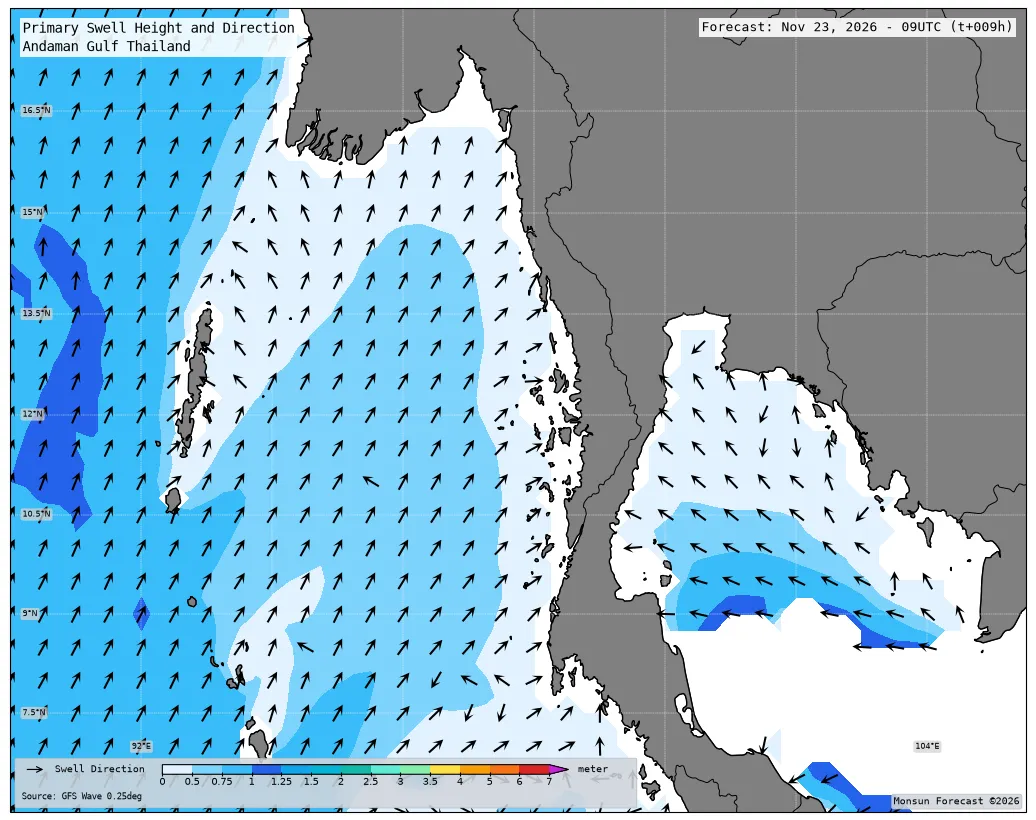 Primary Swell Height and Direction
Andaman Gulf Thailand
Forecast: Nov 23, 2026 - 09UTC (t+009h)
16.5°N
15°N
13.5°N
12°N
10.5°N
9°N
7.5°N
92°E
104°E
Swell Direction
0 0.5 0.75 1.25 1.5 2 2.5 3 3.5 4 5 6 7
meter
Source: GFS Wave 0.25deg
Monsun Forecast ©2026